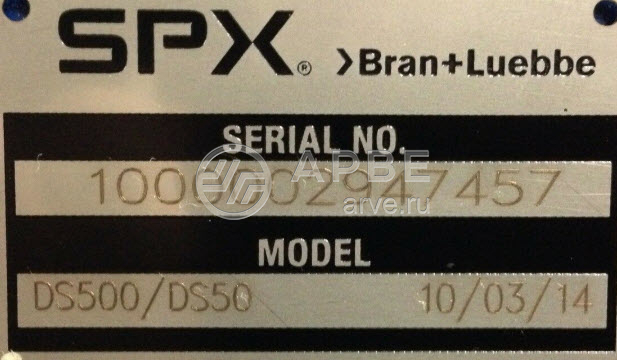 SPX® >Bran+Luebbe
SERIAL NO.
АРВЕ
arve.ru
MODEL
DS500/DS50 10/03/14